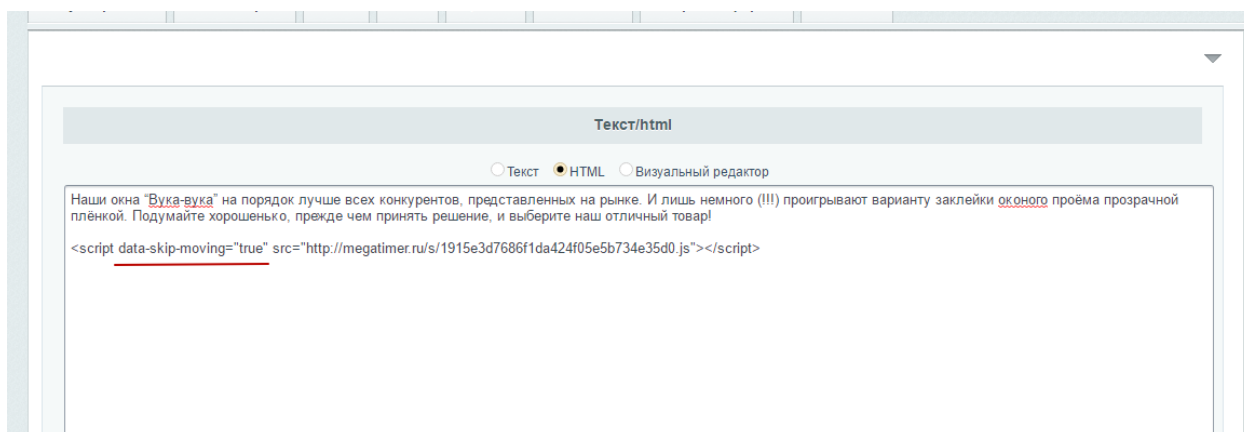 Текст/html
Текст HTML Визуальный редактор
Наши окна “Вука-вука” на порядок лучше всех конкурентов, представленных на рынке. И лишь немного (!!!) проигрывают варианту заклейки оконого проёма прозрачной
плёнкой. Подумайте хорошенько, прежде чем принять решение, и выберите наш отличный товар!
<script data-skip-moving="true" src="http://megatimer.ru/s/1915e3d7686f1da424f05e5b734e35d0.js"></script>